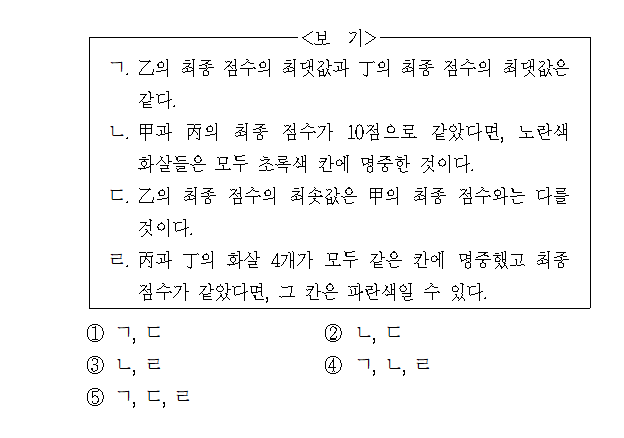 <보 기>
ㄱ. 乙의 최종 점수의 최댓값과 丁의 최종 점수의 최댓값은
같다.
ㄴ. 甲과 丙의 최종 점수가 10점으로 같았다면, 노란색
화살들은 모두 초록색 칸에 명중한 것이다.
ㄷ. 乙의 최종 점수의 최솟값은 甲의 최종 점수와는 다를
것이다.
ㄹ. 丙과 丁의 화살 4개가 모두 같은 칸에 명중했고 최종
점수가 같았다면, 그 칸은 파란색일 수 있다.
① ㄱ, ㄷ ② ㄴ, ㄷ
③ ㄴ, ㄹ ④ ㄱ, ㄴ, ㄹ
⑤ ㄱ, ㄷ, ㄹ